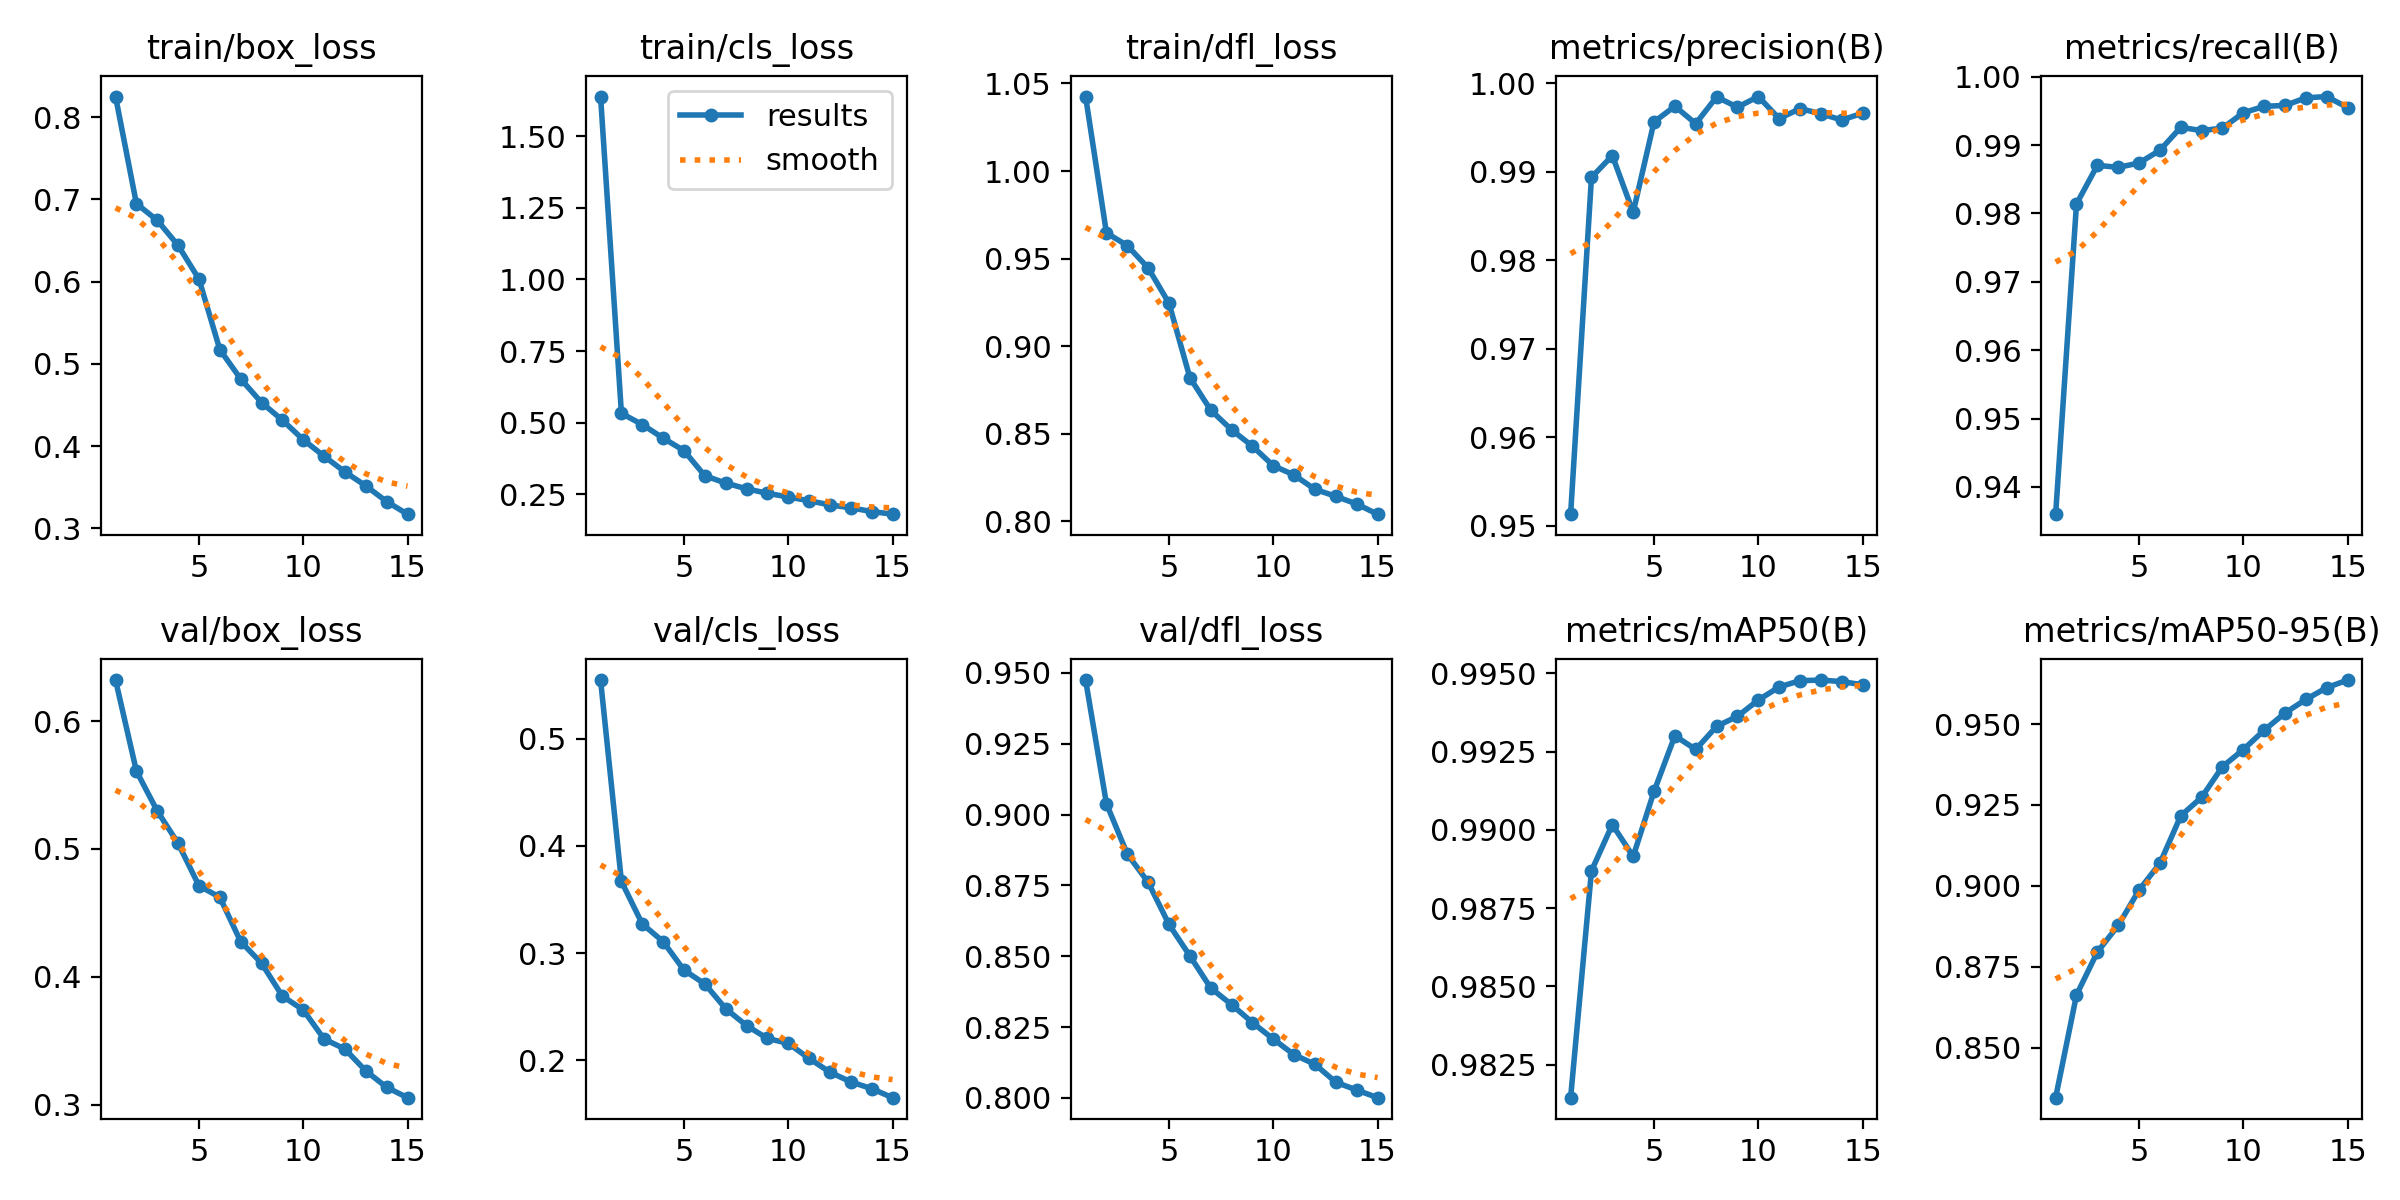 train/box_loss
0.8
0.7
0.6
0.5
0.4
0.3
5 10 15
train/cls_loss
results
smooth
1.50
1.25
1.00
0.75
0.50
0.25
5 10 15
train/dfl_loss
1.05
1.00
0.95
0.90
0.85
0.80
5 10 15
metrics/precision(B)
1.00
0.99
0.98
0.97
0.96
0.95
5 10 15
metrics/recall(B)
1.00
0.99
0.98
0.97
0.96
0.95
0.94
5 10 15
val/box_loss
0.6
0.5
0.4
0.3
5 10 15
val/cls_loss
0.5
0.4
0.3
0.2
5 10 15
val/dfl_loss
0.950
0.925
0.900
0.875
0.850
0.825
0.800
5 10 15
metrics/mAP50(B)
0.9950
0.9925
0.9900
0.9875
0.9850
0.9825
5 10 15
metrics/mAP50-95(B)
0.950
0.925
0.900
0.875
0.850
5 10 15